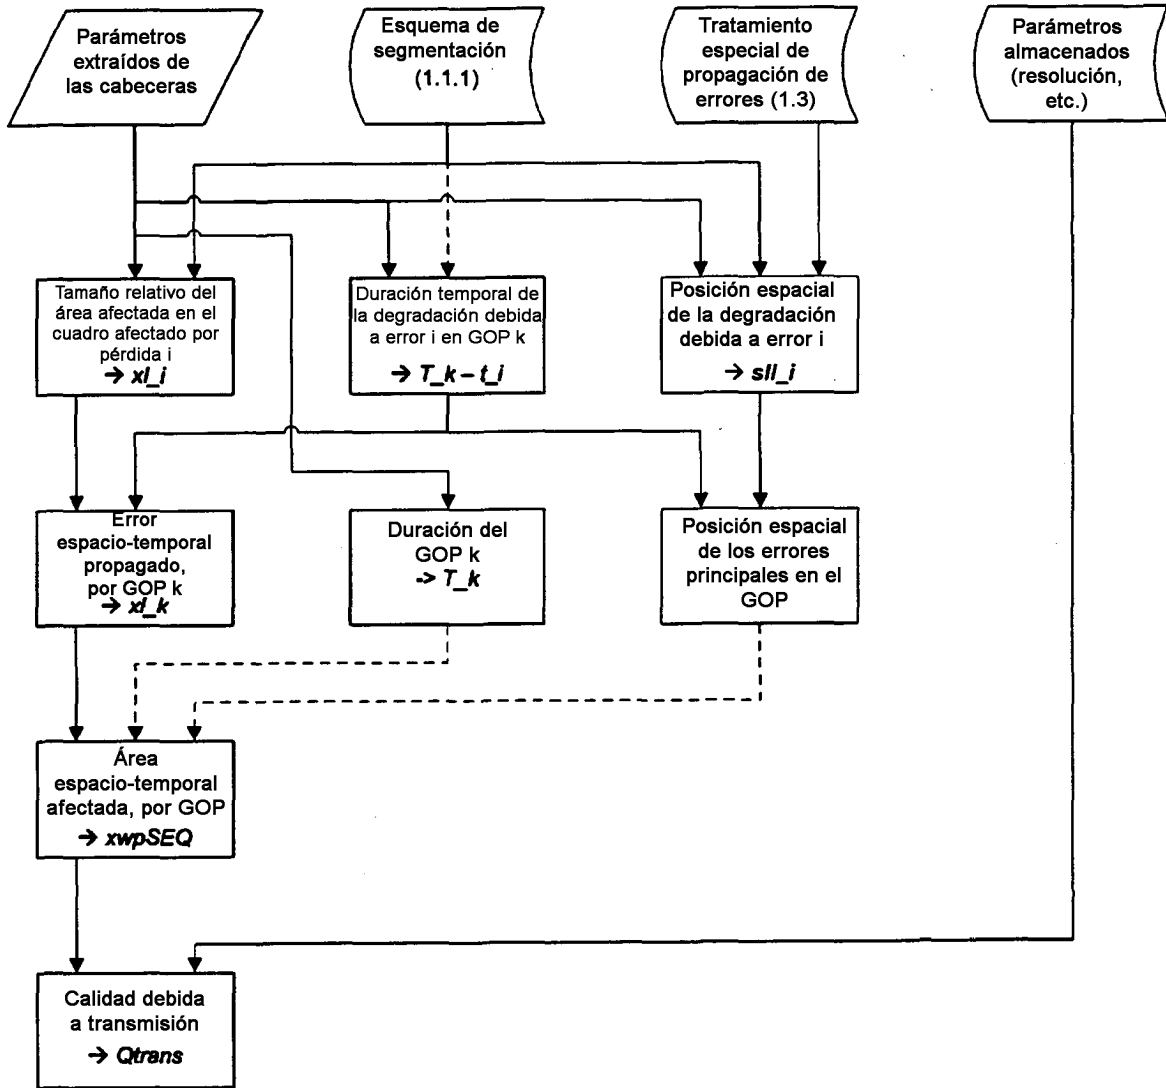 Parámetros
extraídos de
las cabeceras
Esquema de
segmentación
(1.1.1)
Tratamiento
especial de
propagación de
errores (1.3)
Parámetros
almacenados
(resolución,
etc.)
Tamaño relativo del
área afectada en el
cuadro afectado por
pérdida i
→ xl_i
Duración temporal de
la degradación debida
a error i en GOP k
→ T_k – t_i
Posición espacial
de la degradación
debida a error i
→ sll_i
Error
espacio-temporal
propagado,
por GOP k
→ xl_k
Duración del
GOP k
-> T_k
Posición espacial
de los errores
principales en el
GOP
Área
espacio-temporal
afectada, por GOP
→ xwpSEQ
Calidad debida
a transmisión
→ Qtrans